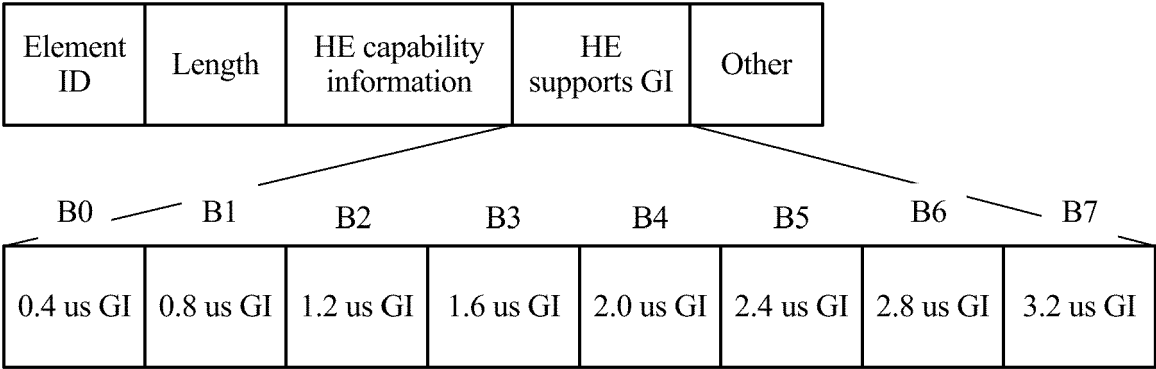 Element
ID
Length
HE capability
information
HE
supports GI
Other
B0
B1
B2
B3
B4
B5
B6
B7
0.4 us GI
0.8 us GI
1.2 us GI
1.6 us GI
2.0 us GI
2.4 us GI
2.8 us GI
3.2 us GI